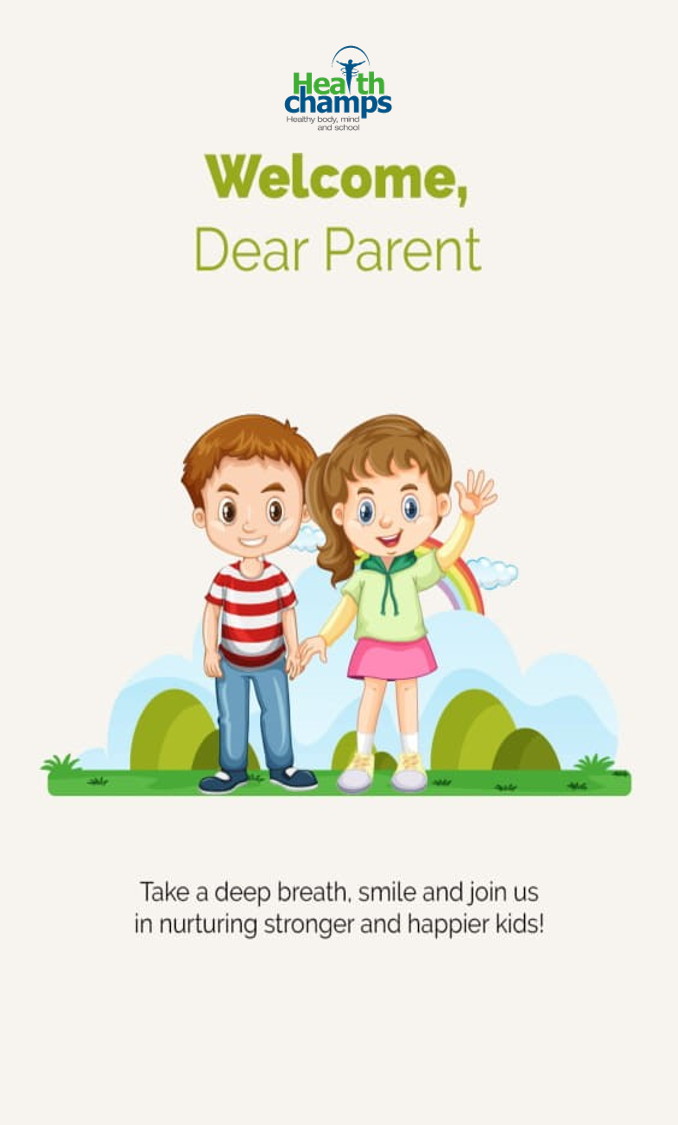 Health
champs
Healthy body, mind
and school
Welcome,
Dear Parent
Take a deep breath, smile and join us
in nurturing stronger and happier kids!